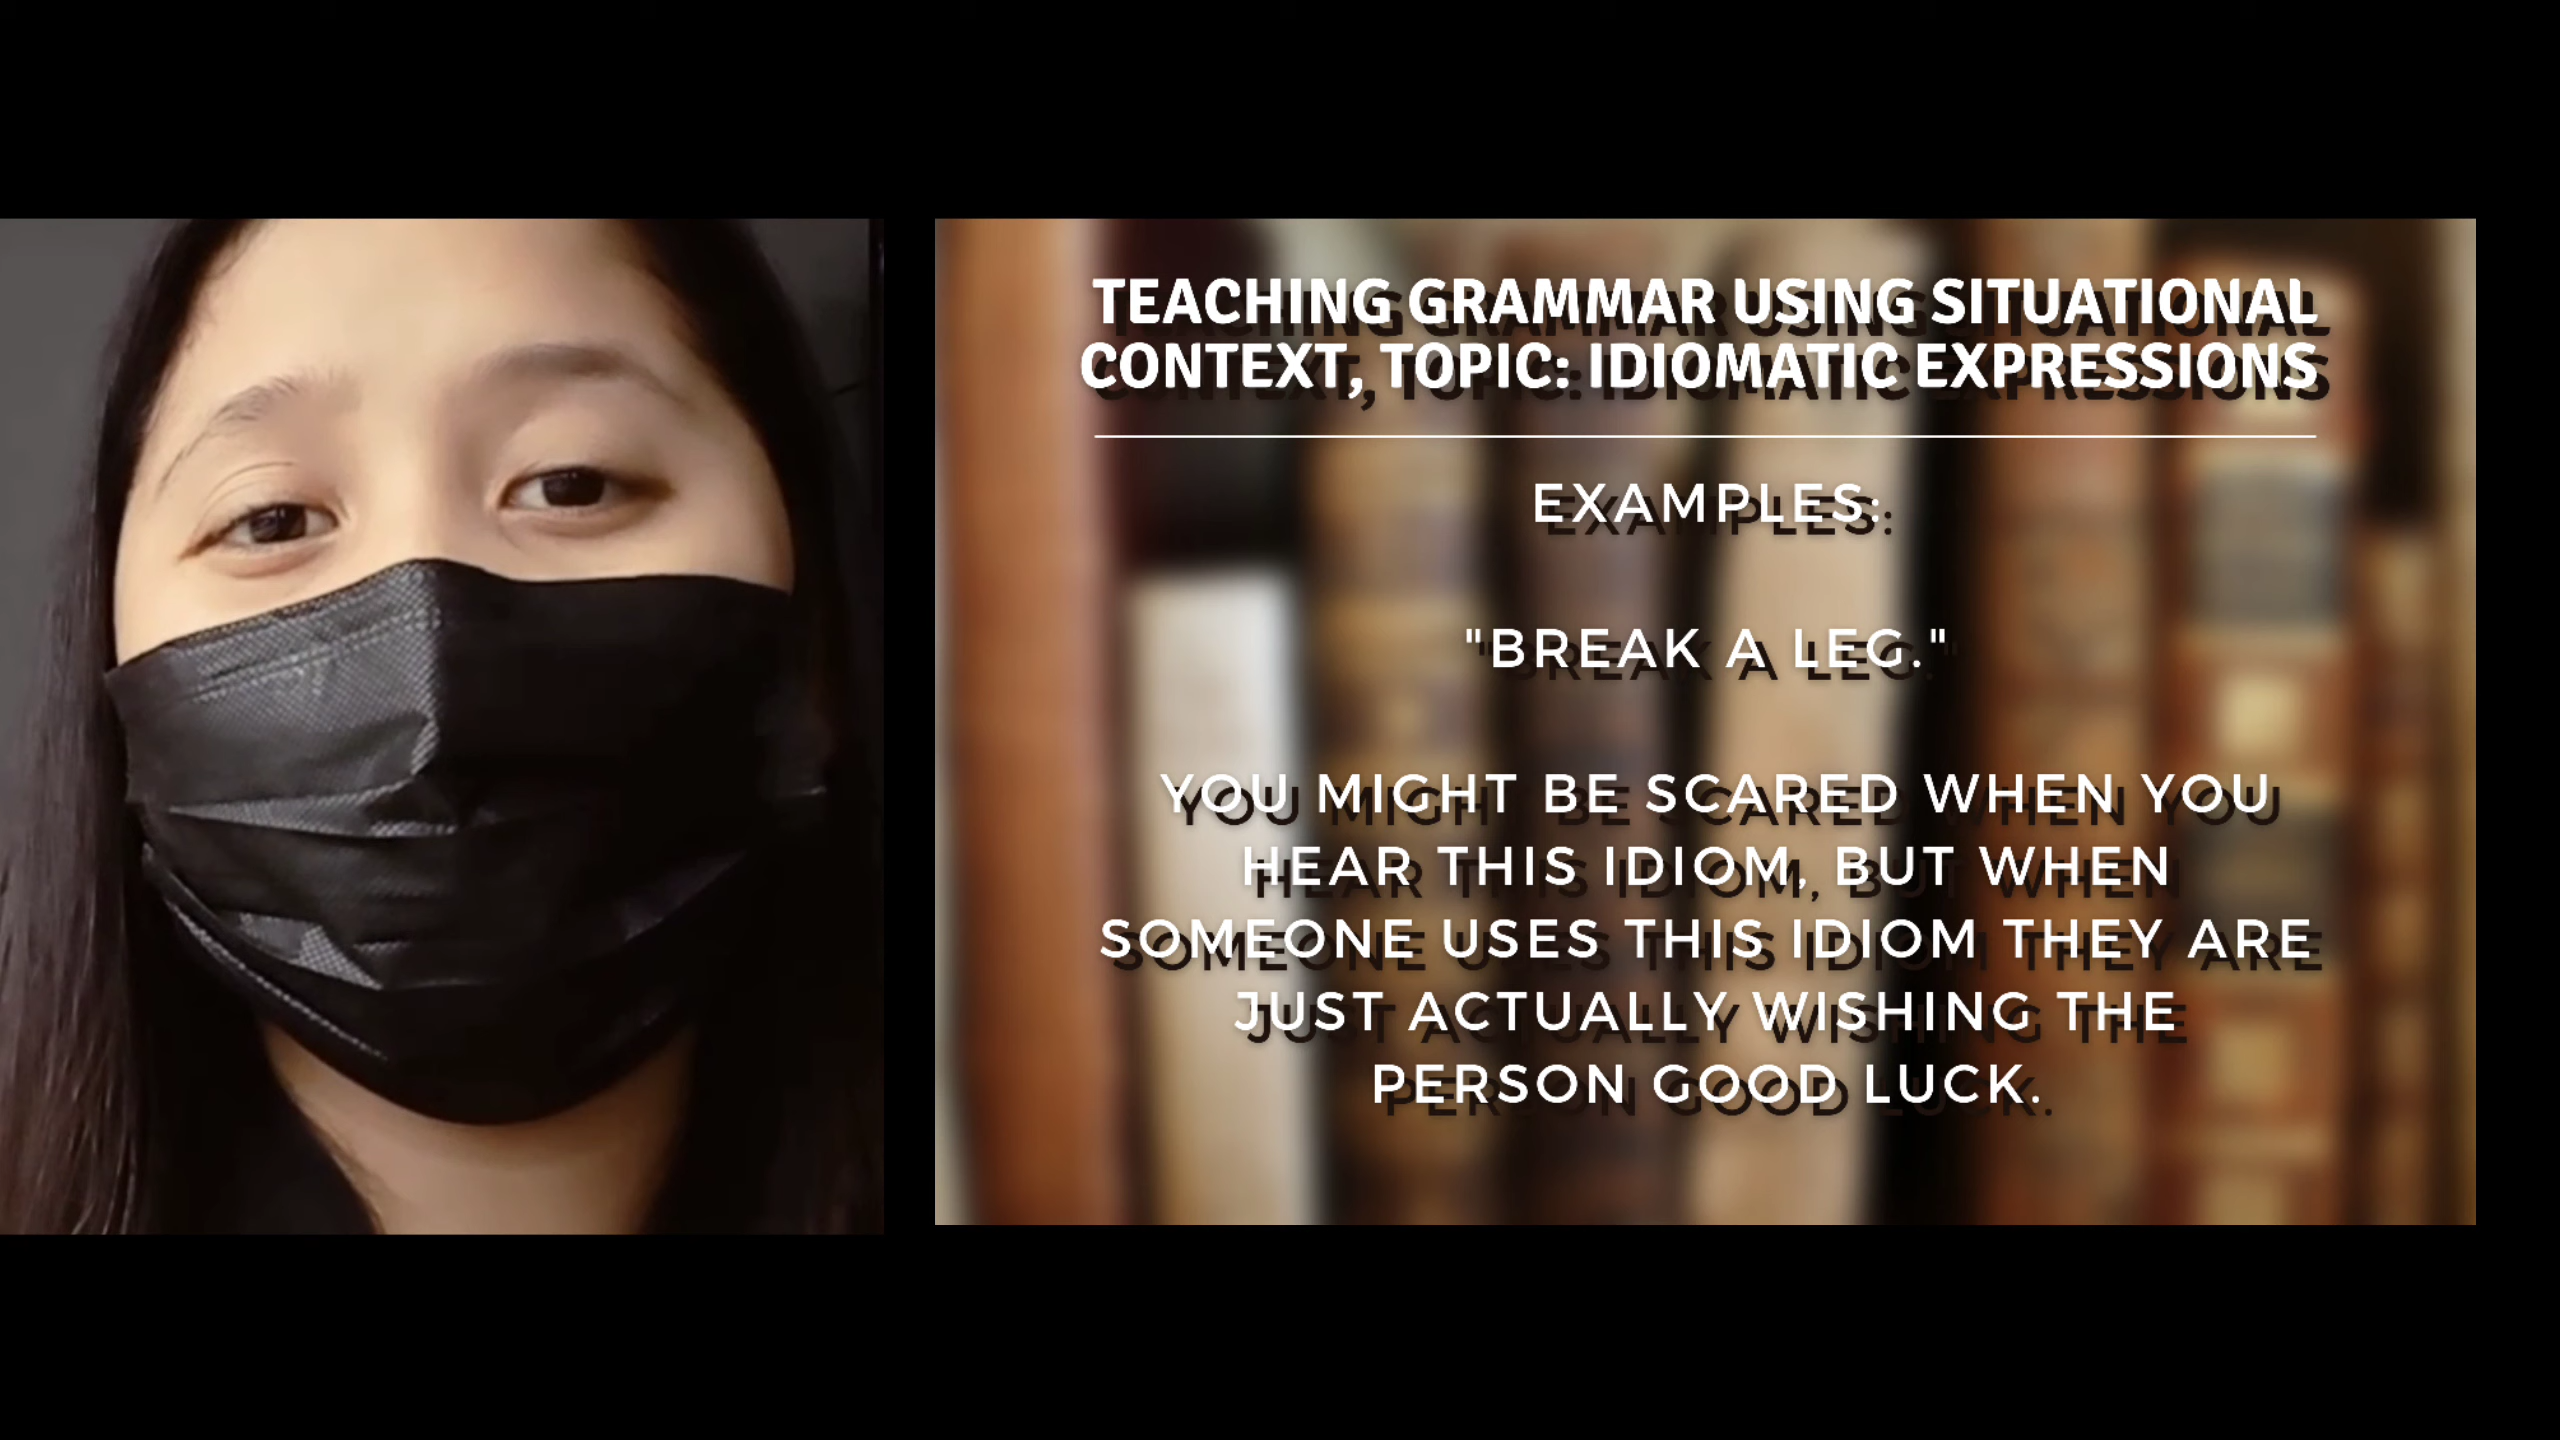 TEACHING GRAMMAR USING SITUATIONAL
CONTEXT, TOPIC: IDIOMATIC EXPRESSIONS
EXAMPLES:
"BREAK A LEG."
YOU MIGHT BE SCARED WHEN YOU
HEAR THIS IDIOM, BUT WHEN
SOMEONE USES THIS IDIOM THEY ARE
JUST ACTUALLY WISHING THE
PERSON GOOD LUCK.